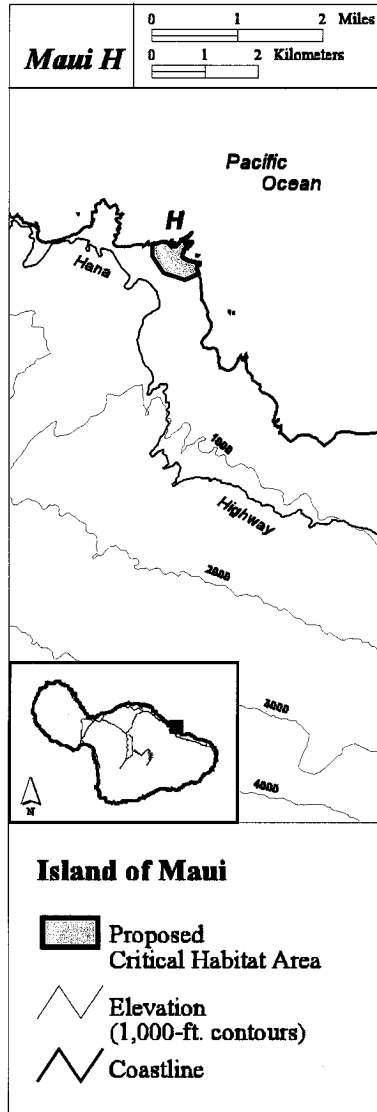 Maui H
0 1 2 Miles
0 1 2 Kilometers
Pacific
Ocean
H
Hana
1000
Highway
2000
3000
4000
N
Island of Maui
Proposed
Critical Habitat Area
Elevation
(1,000-ft. contours)
Coastline